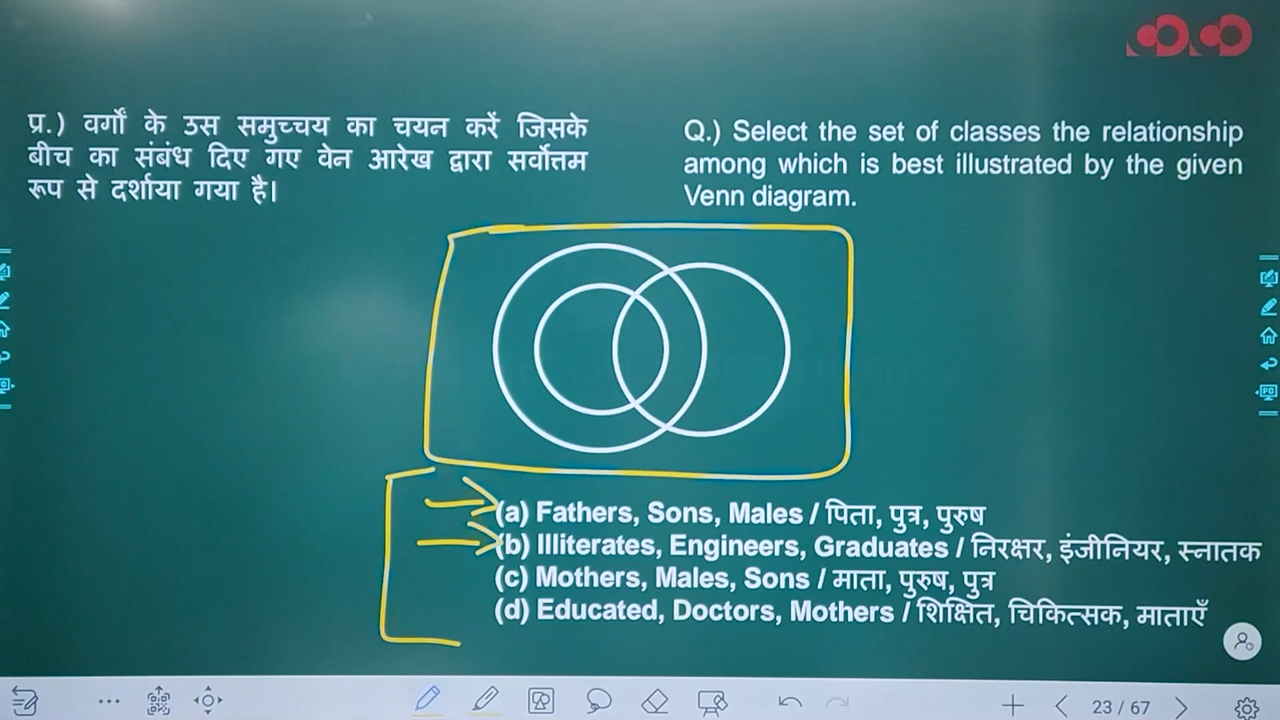 प्र.) वर्गों के उस समुच्चय का चयन करें जिसके
बीच का संबंध दिए गए वेन आरेख द्वारा सर्वोत्तम
रूप से दर्शाया गया है।
Q.) Select the set of classes the relationship
among which is best illustrated by the given
Venn diagram.
(a) Fathers, Sons, Males / पिता, पुत्र, पुरुष
(b) Illiterates, Engineers, Graduates / निरक्षर, इंजीनियर, स्नातक
(c) Mothers, Males, Sons / माता, पुरुष, पुत्र
(d) Educated, Doctors, Mothers / शिक्षित, चिकित्सक, माताएँ
23 / 67